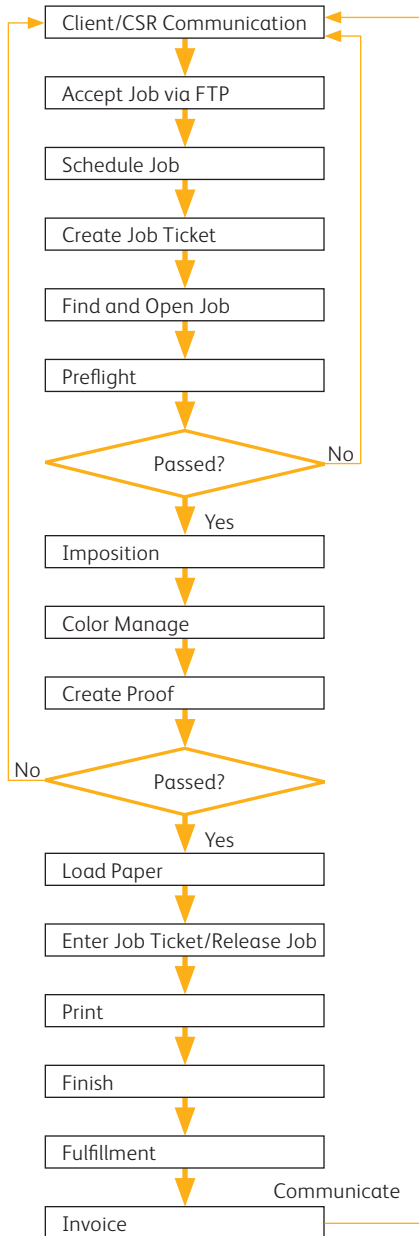 Client/CSR Communication
Accept Job via FTP
Schedule Job
Create Job Ticket
Find and Open Job
Preflight
Passed?
No
Yes
Imposition
Color Manage
Create Proof
No
Passed?
Yes
Load Paper
Enter Job Ticket/Release Job
Print
Finish
Fulfillment
Communicate
Invoice